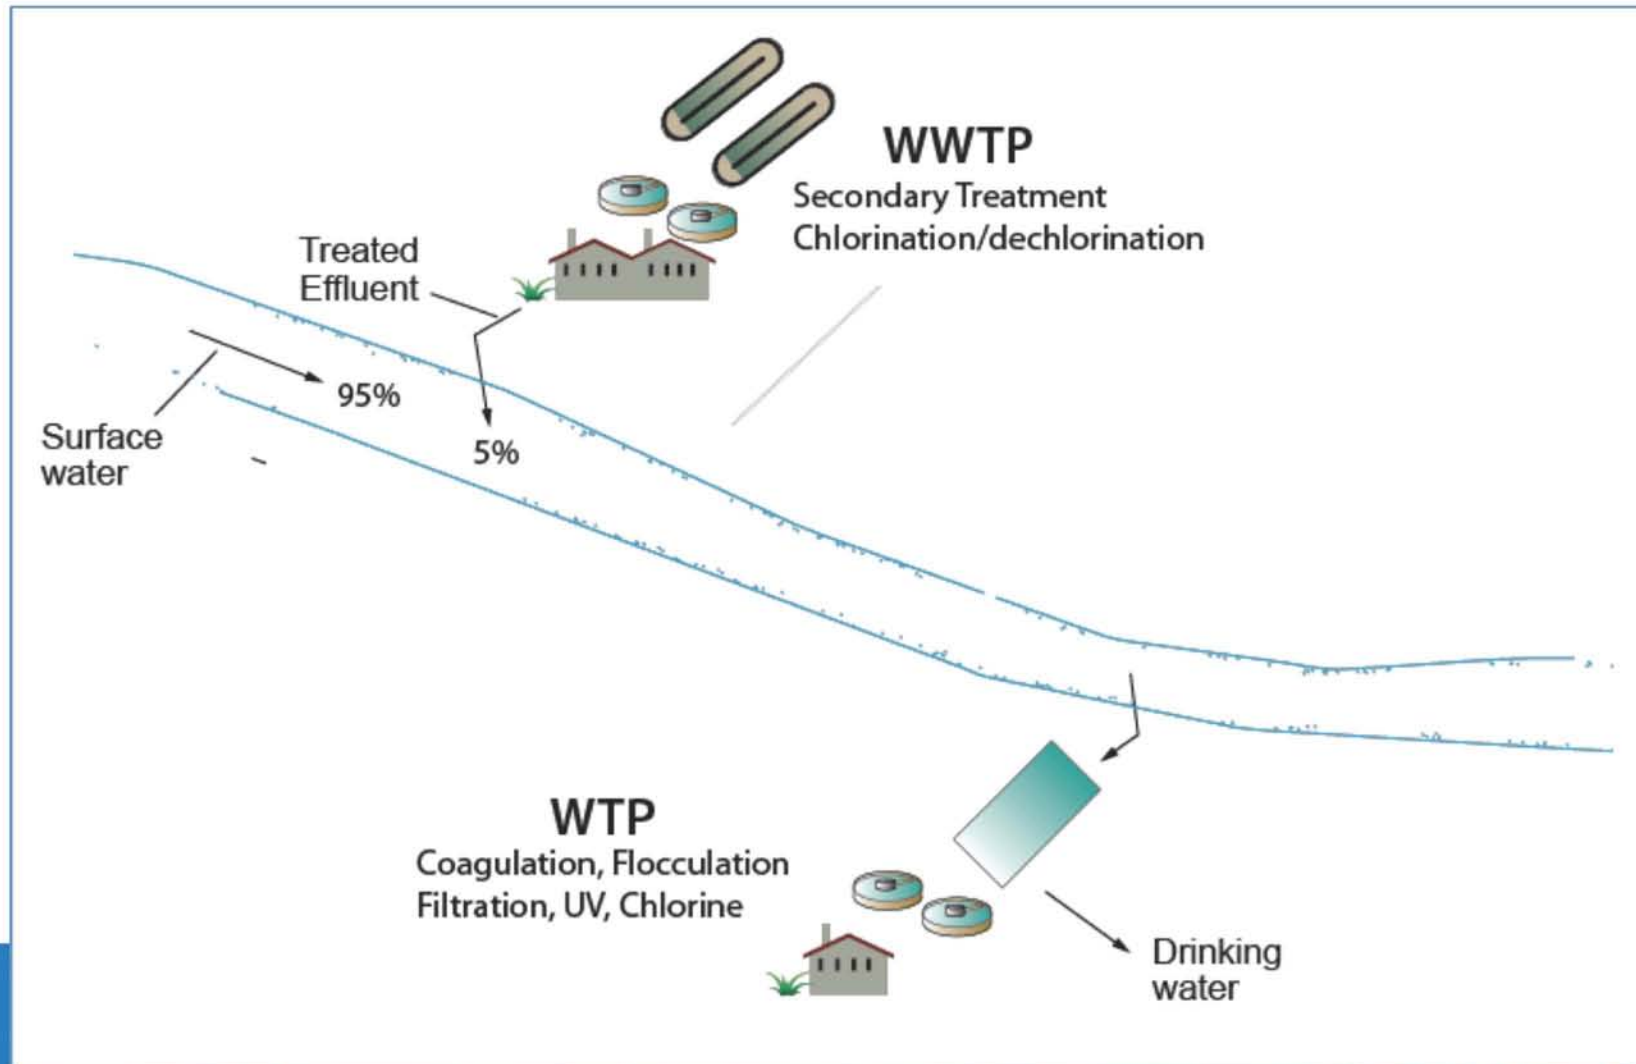 WWTP
Secondary Treatment
Chlorination/dechlorination
Treated
Effluent
95%
5%
Surface
water
WTP
Coagulation, Flocculation
Filtration, UV, Chlorine
Drinking
water